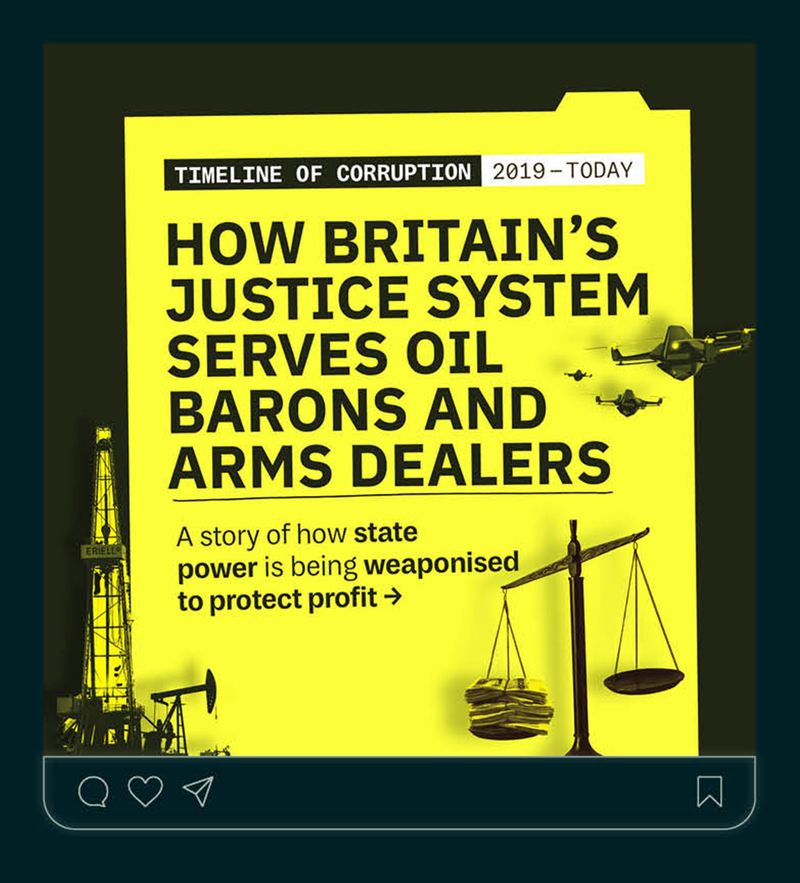 TIMELINE OF CORRUPTION 2019–TODAY
HOW BRITAIN'S
JUSTICE SYSTEM
SERVES OIL
BARONS AND
ARMS DEALERS
A story of how state
power is being weaponised
to protect profit →
ERIELL